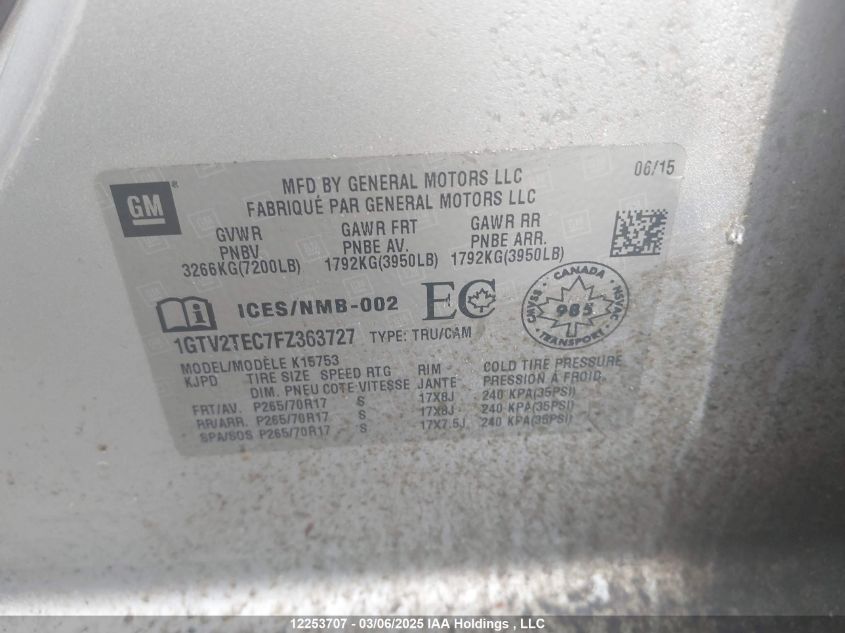 GM ®
MFD BY GENERAL MOTORS LLC
FABRIQUÉ PAR GENERAL MOTORS LLC
06/15
GVWR GAWR FRT GAWR RR
PNBV PNBE AV. PNBE ARR.
3266KG(7200LB) 1792KG(3950LB) 1792KG(3950LB)
ICES/NMB-002 EC
CANADA
CMVSS 985 NSVAC
TRANSPORT
1GTV2TEC7FZ363727 TYPE: TRU/CAM
MODEL/MODÈLE K15753
KJPD TIRE SIZE SPEED RTG RIM COLD TIRE PRESSURE
DIM. PNEU COTE VITESSE JANTE PRESSION À FROID.
FRT/AV. P265/70R17 S 17X8J 240 KPA(35PSI)
RR/ARR. P265/70R17 S 17X8J 240 KPA(35PSI)
SPA/SOS P265/70R17 S 17X7.5J 240 KPA(35PSI)
12253707 - 03/06/2025 IAA Holdings, LLC